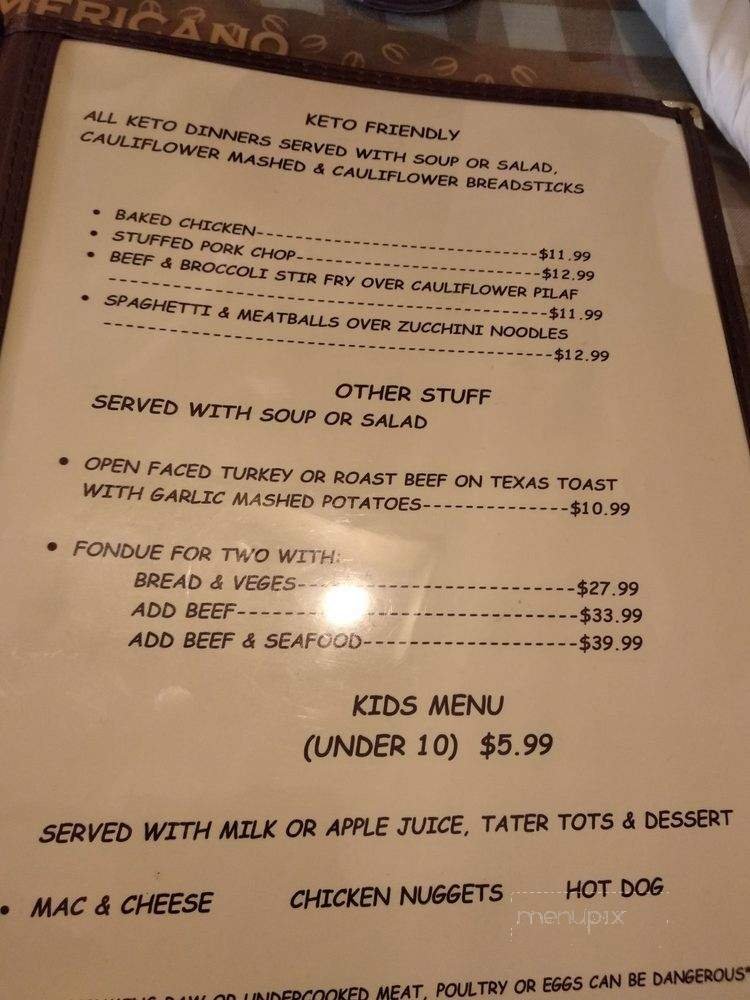 MERICANO
KETO FRIENDLY
ALL KETO DINNERS SERVED WITH SOUP OR SALAD,
CAULIFLOWER MASHED & CAULIFLOWER BREADSTICKS
• BAKED CHICKEN----------------------------$11.99
• STUFFED PORK CHOP------------------------$12.99
• BEEF & BROCCOLI STIR FRY OVER CAULIFLOWER PILAF
------------------------------------------$11.99
• SPAGHETTI & MEATBALLS OVER ZUCCHINI NOODLES
------------------------------------------$12.99
OTHER STUFF
SERVED WITH SOUP OR SALAD
• OPEN FACED TURKEY OR ROAST BEEF ON TEXAS TOAST
WITH GARLIC MASHED POTATOES--------------$10.99
• FONDUE FOR TWO WITH:
BREAD & VEGES--------------------------$27.99
ADD BEEF--------------------------------$33.99
ADD BEEF & SEAFOOD--------------------$39.99
KIDS MENU
(UNDER 10) $5.99
SERVED WITH MILK OR APPLE JUICE, TATER TOTS & DESSERT
• MAC & CHEESE CHICKEN NUGGETS HOT DOG
menupix
RAW OR UNDERCOOKED MEAT, POULTRY OR EGGS CAN BE DANGEROUS*